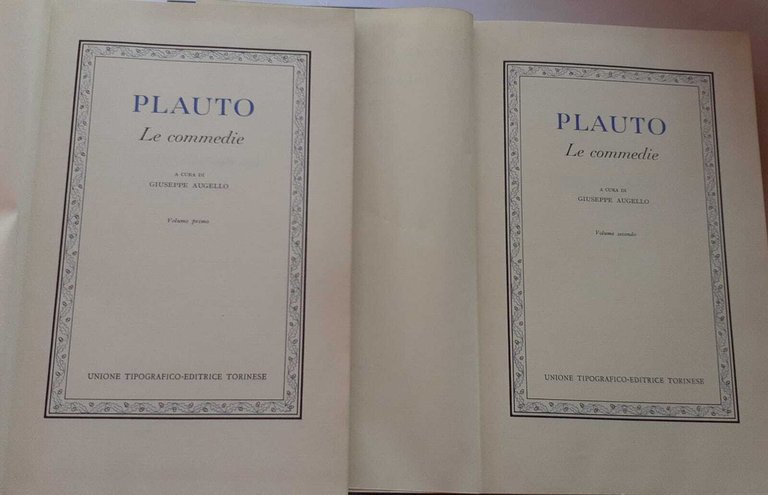 PLAUTO
Le commedie
A CURA DI
GIUSEPPE AUGELLO
Volume primo
UNIONE TIPOGRAFICO-EDITRICE TORINESE
PLAUTO
Le commedie
A CURA DI
GIUSEPPE AUGELLO
Volume secondo
UNIONE TIPOGRAFICO-EDITRICE TORINESE